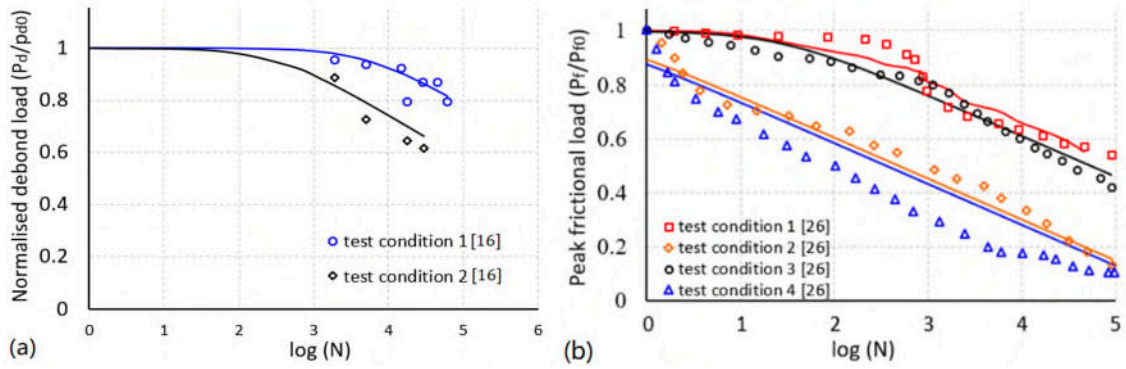 Normalised debond load (Pd/pd0)
1
0.8
0.6
0.4
0.2
0
0
1
2
3
4
5
6
log (N)
test condition 1 [16]
test condition 2 [16]
(a)
Peak frictional load (Pf/Pf0)
1
0.8
0.6
0.4
0.2
0
0
1
2
3
4
5
log (N)
test condition 1 [26]
test condition 2 [26]
test condition 3 [26]
test condition 4 [26]
(b)